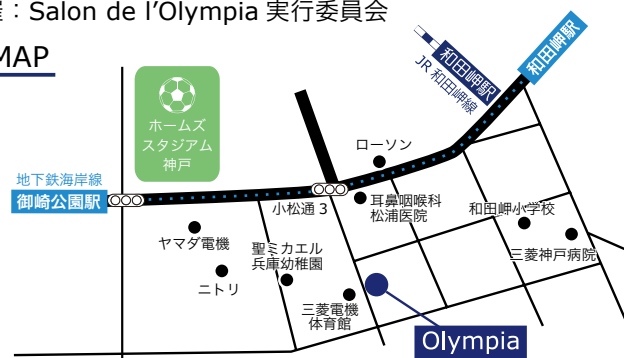 ：Salon de l’Olympia 実行委員会
MAP
和田岬駅
和田岬駅
JR 和田岬線
ホームズ
スタジアム
神戸
ローソン
地下鉄海岸線
御崎公園駅
小松通 3
耳鼻咽喉科
松浦医院
和田岬小学校
ヤマダ電機
聖ミカエル
兵庫幼稚園
三菱神戸病院
ニトリ
三菱電機
体育館
Olympia